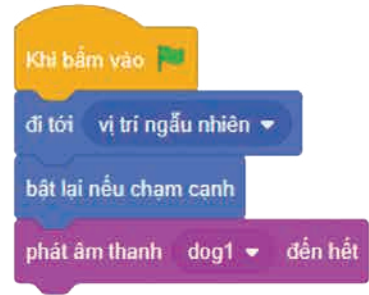 Khi bấm vào
đi tới vị trí ngẫu nhiên
bật lại nếu chạm cạnh
phát âm thanh dog1 đến hết